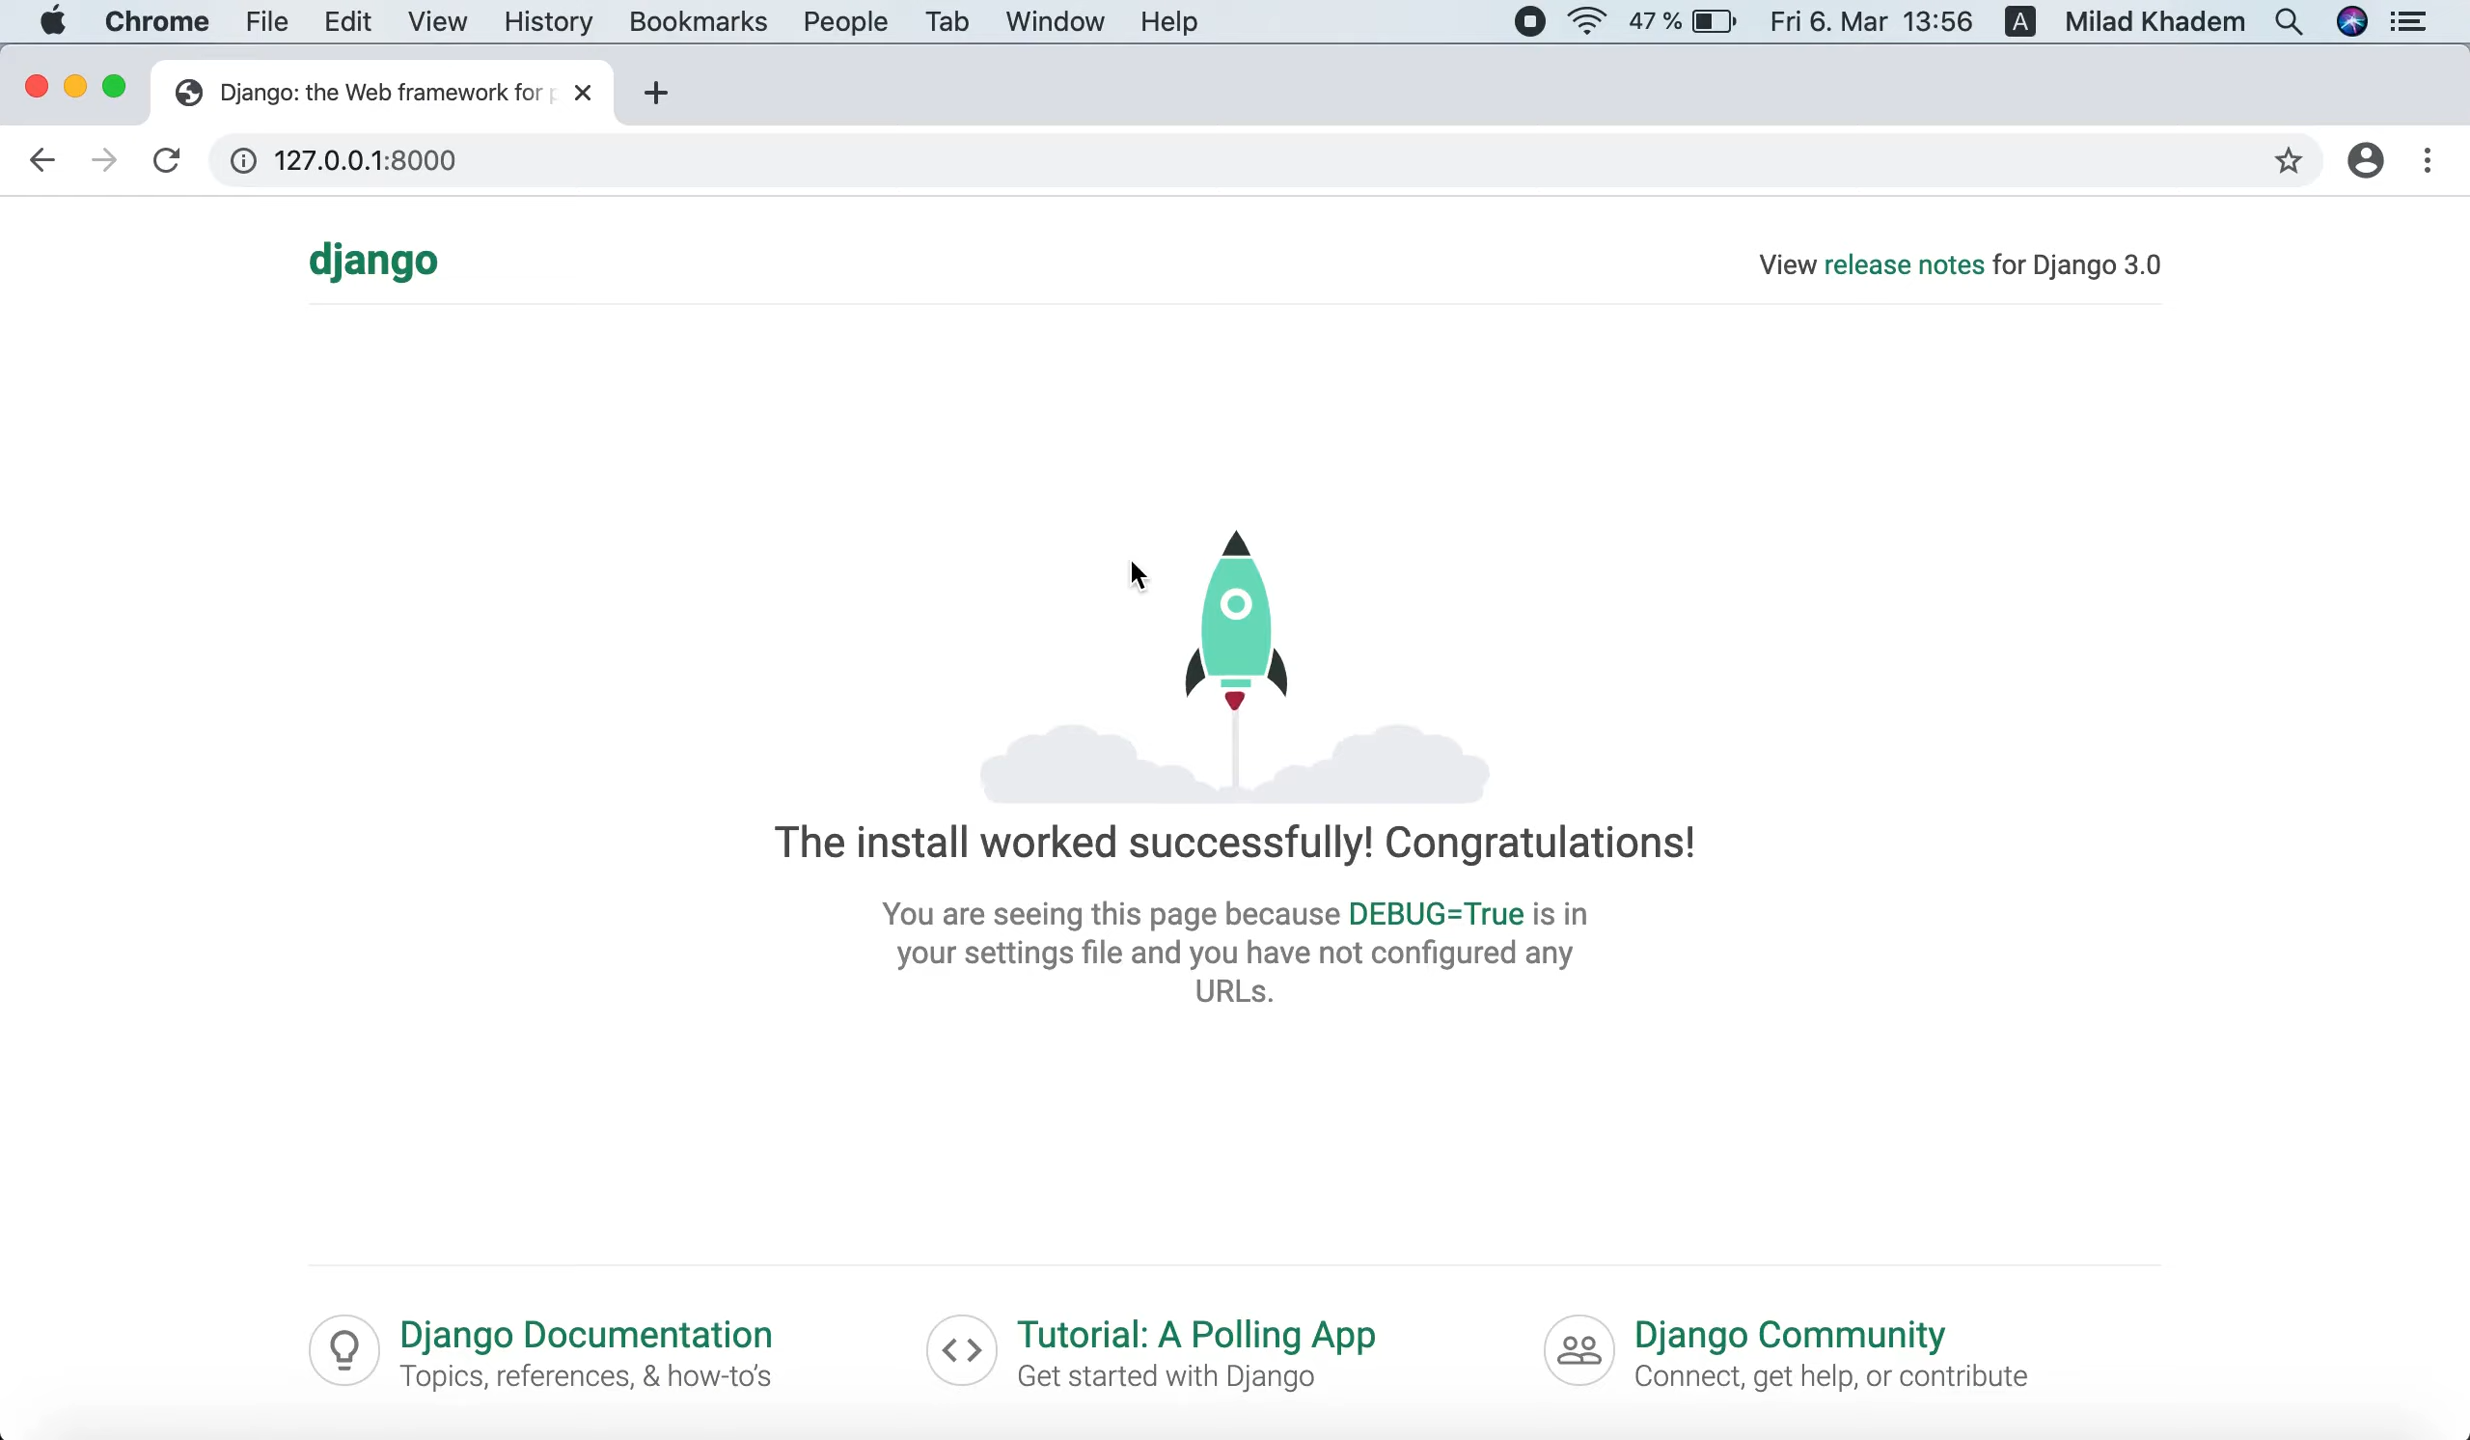 Chrome File Edit View History Bookmarks People Tab Window Help 47 % Fri 6. Mar 13:56 A Milad Khadem
Django: the Web framework for
127.0.0.1:8000
django
View release notes for Django 3.0
The install worked successfully! Congratulations!
You are seeing this page because DEBUG=True is in
your settings file and you have not configured any
URLs.
Django Documentation
Topics, references, & how-to's
Tutorial: A Polling App
Get started with Django
Django Community
Connect, get help, or contribute